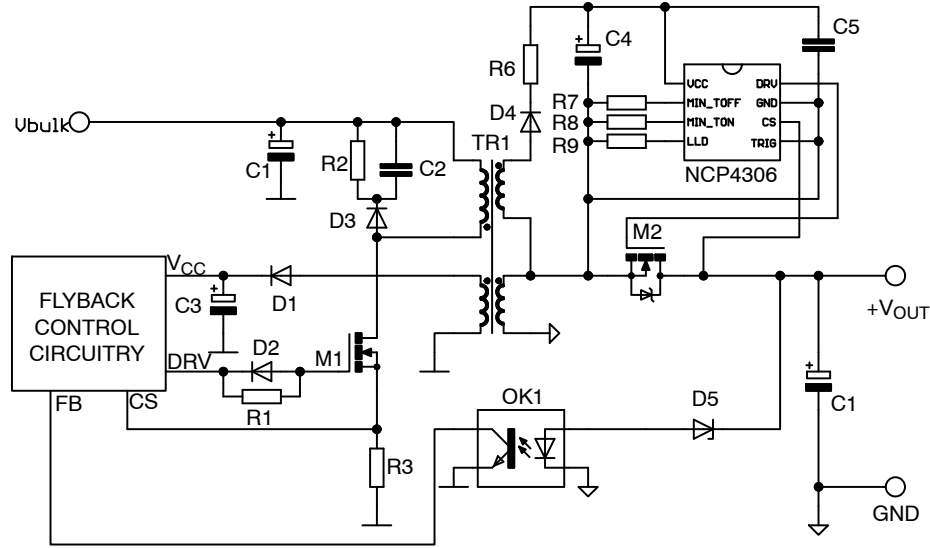 C4
C5
R6
VCC
DRV
R7
MIN_TOFF
GND
D4
R8
MIN_TON
CS
Vbulk
TR1
R9
LLD
TRIG
C1
R2
C2
NCP4306
D3
M2
VCC
FLYBACK
CONTROL
CIRCUITRY
C3
D1
+VOUT
DRV
D2
M1
FB
CS
R1
OK1
D5
C1
R3
GND